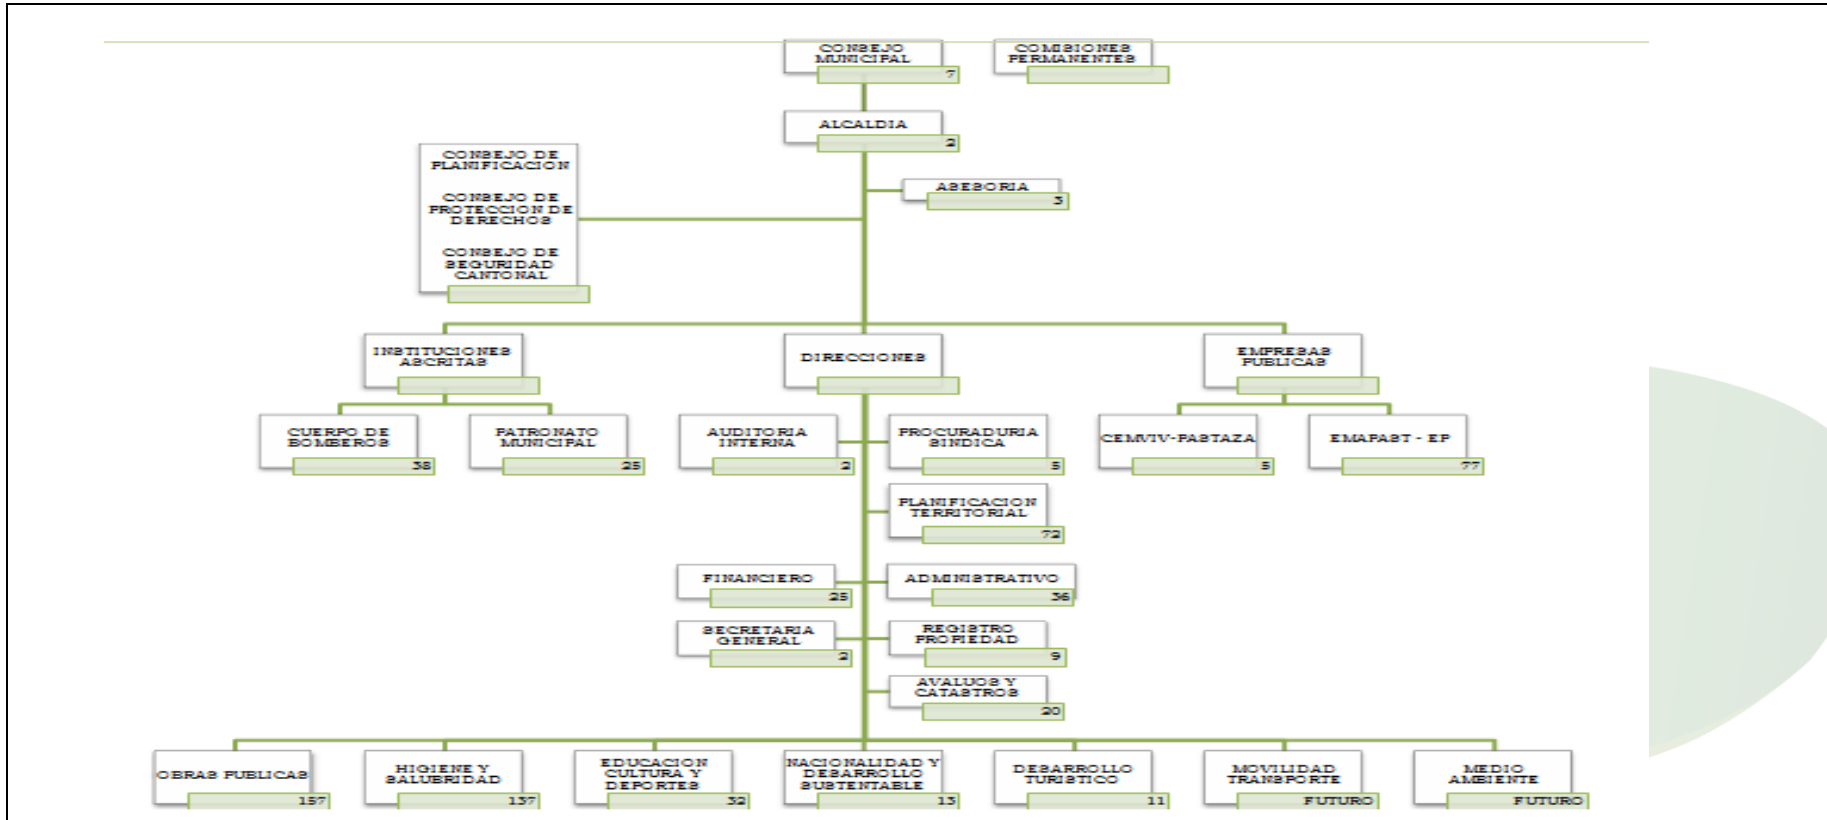 CONSEJO
MUNICIPAL
7
COMISIONES
PERMANENTES
ALCALDIA
2
CONSEJO DE
PLANIFICACION
CONSEJO DE
PROTECCION DE
DERECHOS
CONSEJO DE
SEGURIDAD
CANTONAL
ASESORIA
3
INSTITUCIONES
ASCRITAS
DIRECCIONES
EMPRESAS
PUBLICAS
CUERPO DE
BOMBEROS
38
PATRONATO
MUNICIPAL
25
AUDITORIA
INTERNA
2
PROCURADURIA
SINDICA
5
CEMVIV-PASTAZA
5
EMAPAST - EP
77
PLANIFICACION
TERRITORIAL
72
FINANCIERO
25
ADMINISTRATIVO
36
SECRETARIA
GENERAL
2
REGISTRO
PROPIEDAD
9
AVALUOS Y
CATASTROS
20
OBRAS PUBLICAS
157
HIGIENE Y
SALUBRIDAD
137
EDUCACION
CULTURA Y
DEPORTES
32
NACIONALIDAD Y
DESARROLLO
SUSTENTABLE
13
DESARROLLO
TURISTICO
11
MOVILIDAD
TRANSPORTE
FUTURO
MEDIO
AMBIENTE
FUTURO